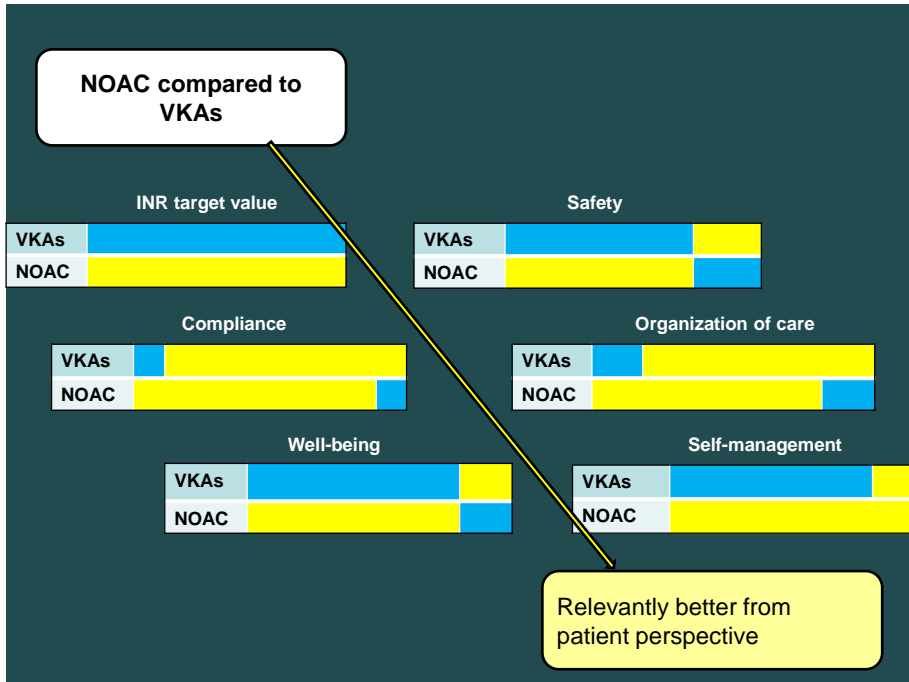 NOAC compared to
VKAs
INR target value
VKAs
NOAC
Safety
VKAs
NOAC
Compliance
VKAs
NOAC
Organization of care
VKAs
NOAC
Well-being
VKAs
NOAC
Self-management
VKAs
NOAC
Relevantly better from
patient perspective